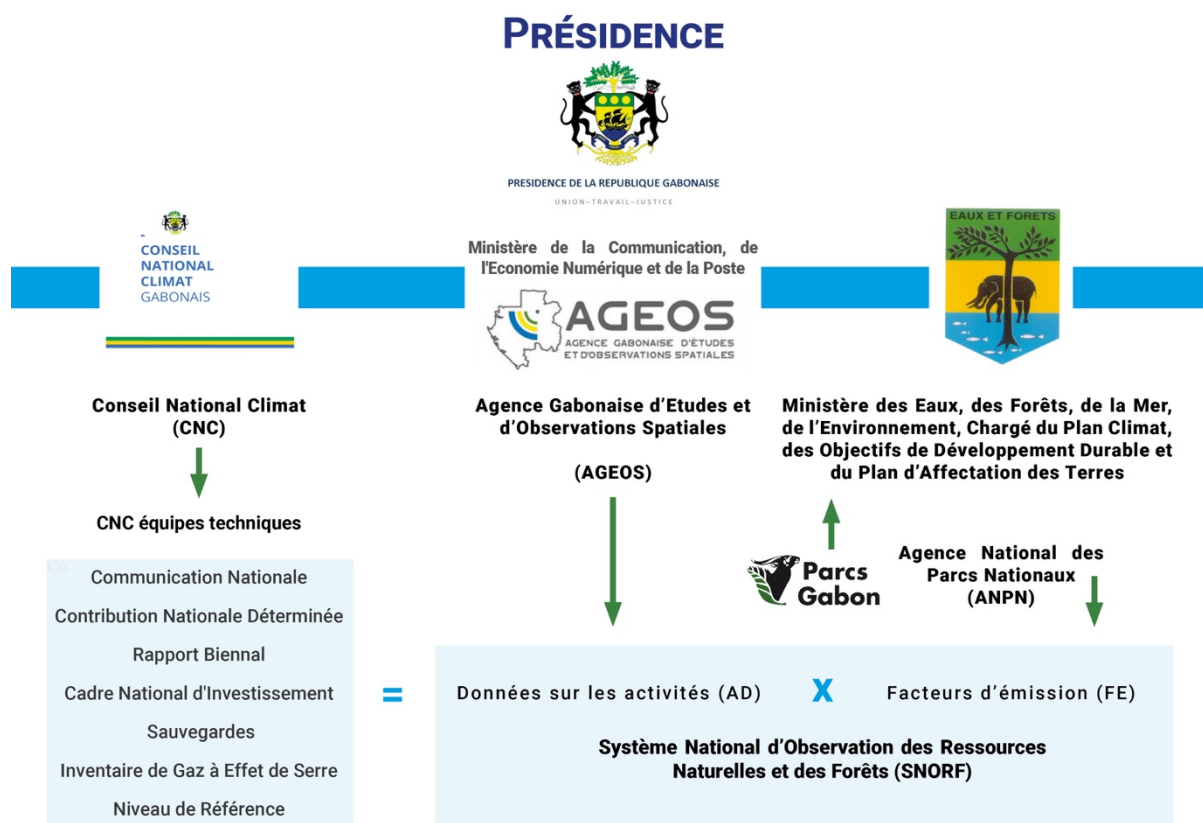 PRÉSIDENCE
PRESIDENCE DE LA REPUBLIQUE GABONAISE
UNION–TRAVAIL–JUSTICE
-
CONSEIL
NATIONAL
CLIMAT
GABONAIS
Ministère de la Communication, de
l'Economie Numérique et de la Poste
AGEOS
AGENCE GABONAISE D'ÉTUDES
ET D'OBSERVATIONS SPATIALES
EAUX ET FORETS
Conseil National Climat
(CNC)
Agence Gabonaise d'Etudes et
d'Observations Spatiales
(AGEOS)
Ministère des Eaux, des Forêts, de la Mer,
de l'Environnement, Chargé du Plan Climat,
des Objectifs de Développement Durable et
du Plan d'Affectation des Terres
CNC équipes techniques
Parcs
Gabon
Agence National des
Parcs Nationaux
(ANPN)
Co
Communication Nationale
Contribution Nationale Déterminée
Rapport Biennal
Cadre National d'Investissement
Sauvegardes
Inventaire de Gaz à Effet de Serre
Niveau de Référence
=
Données sur les activités (AD) X Facteurs d'émission (FE)
Système National d'Observation des Ressources
Naturelles et des Forêts (SNORF)